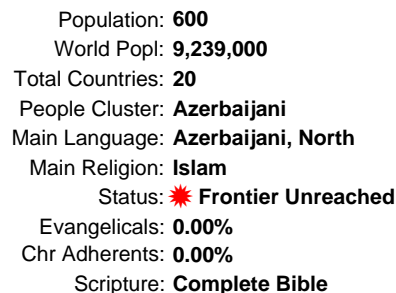 Population: 600
World Popl: 9,239,000
Total Countries: 20
People Cluster: Azerbaijani
Main Language: Azerbaijani, North
Main Religion: Islam
Status: Frontier Unreached
Evangelicals: 0.00%
Chr Adherents: 0.00%
Scripture: Complete Bible